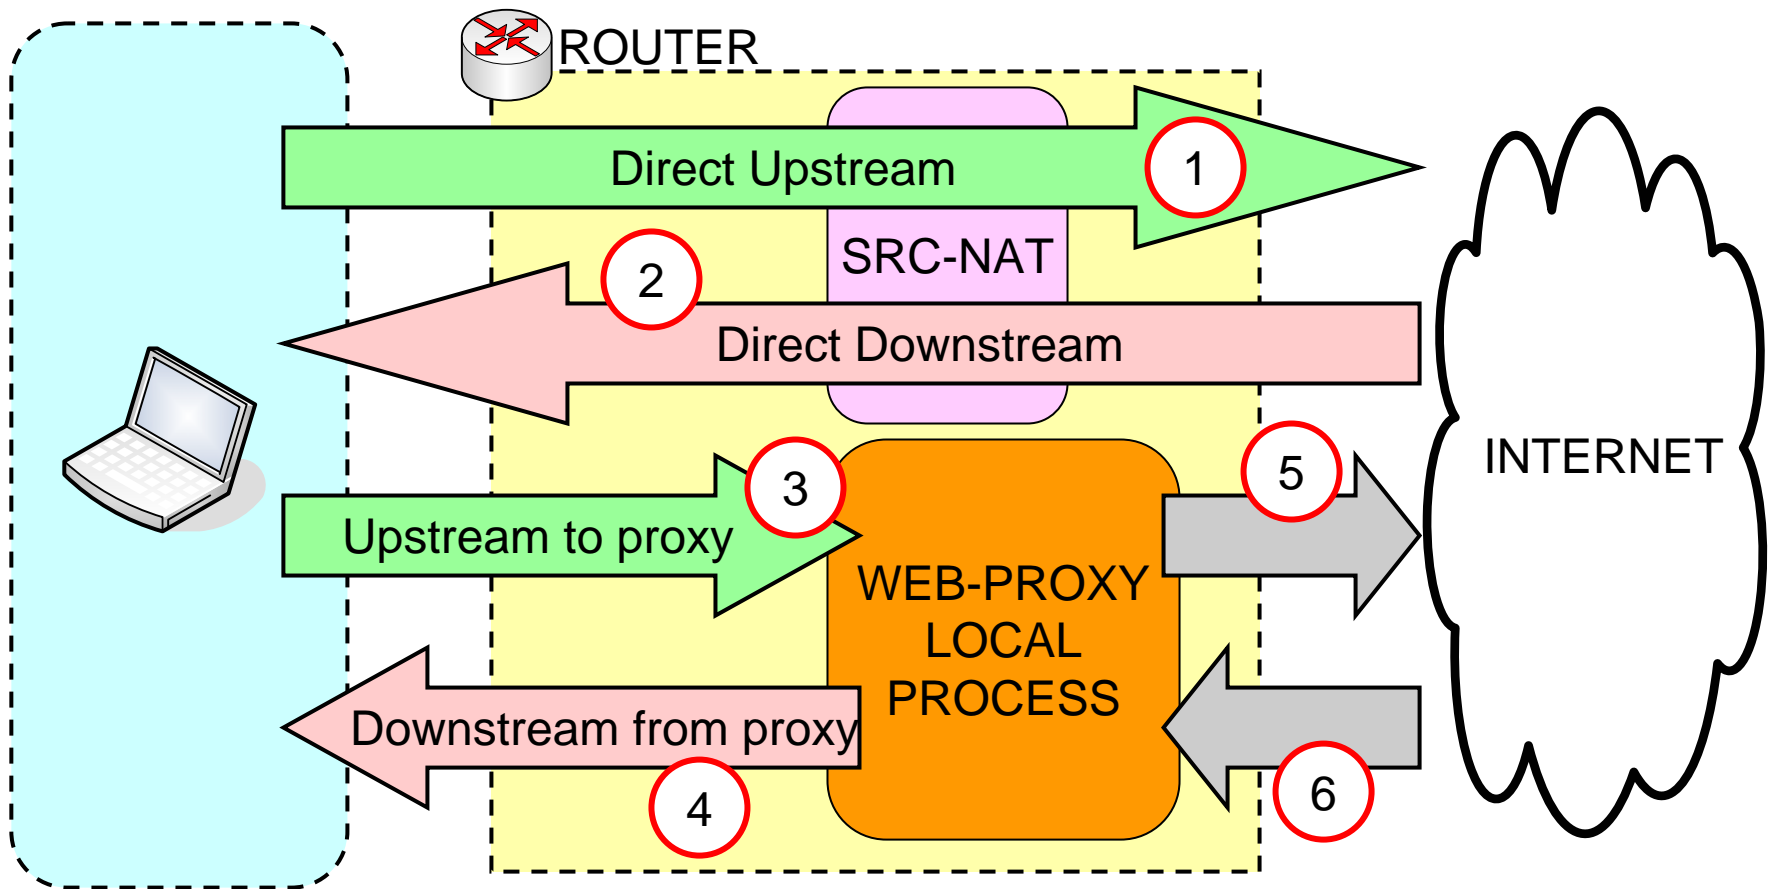 ROUTER
Direct Upstream
1
SRC-NAT
2
Direct Downstream
3
5
INTERNET
Upstream to proxy
WEB-PROXY
LOCAL
PROCESS
Downstream from proxy
4
6